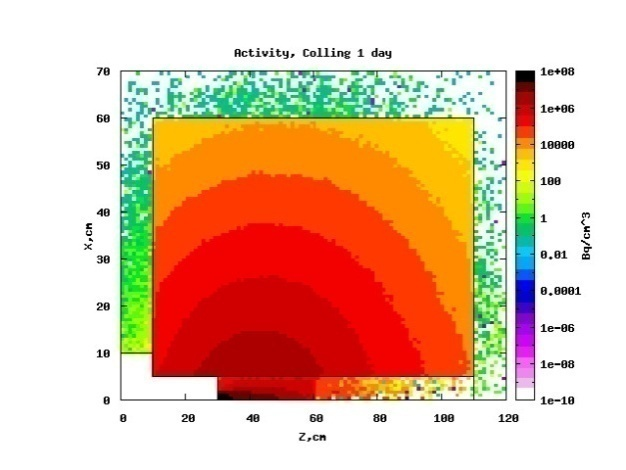 Activity, Colling 1 day
70
60
50
40
30
20
10
0
X,cm
0 20 40 60 80 100 120
Z,cm
1e+08
1e+06
10000
100
1
0.01
0.0001
1e-06
1e-08
1e-10
Bq/cm^3